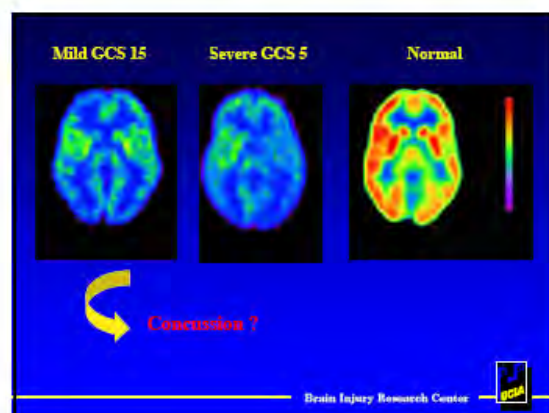 Mild GCS 15 Severe GCS 5 Normal
Concussion ?
Brain Injury Research Center
UCLA